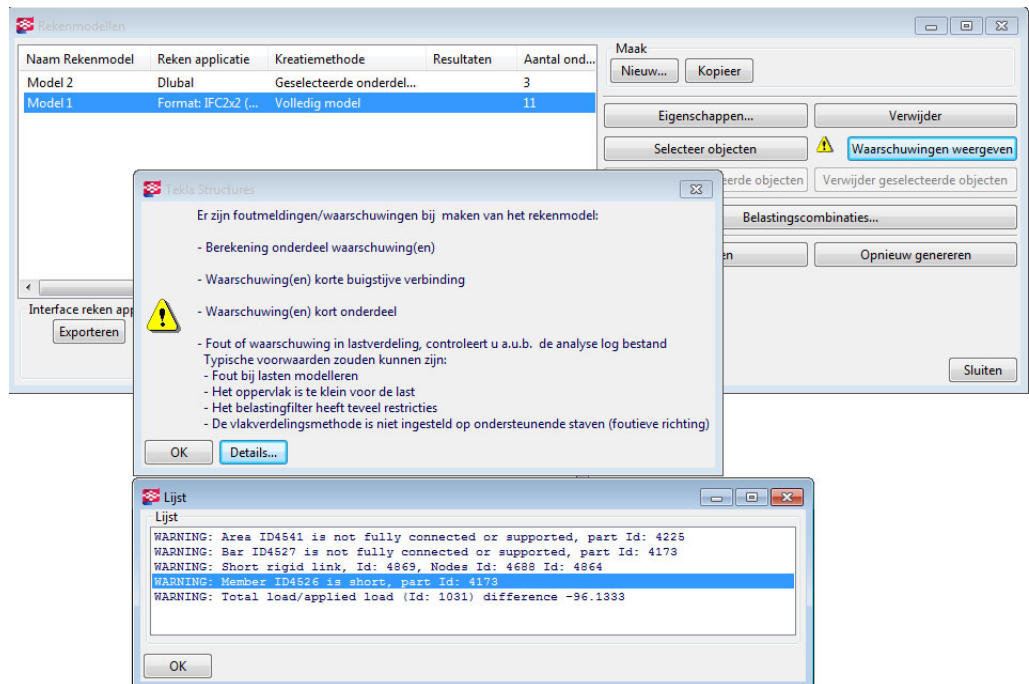 Rekenmodellen
Naam Rekenmodel Reken applicatie Kreatiemethode Resultaten Aantal ond...
Model 2 Dlubal Geselecteerde onderdel... 3
Model 1 Format: IFC2x2 (... Volledig model 11
Maak
Nieuw... Kopieer
Eigenschappen... Verwijder
Selecteer objecten Waarschuwingen weergeven
eerde objecten Verwijder geselecteerde objecten
Belastingscombinaties...
en Opnieuw genereren
Interface reken app
Exporteren
Sluiten
Tekla Structures
Er zijn foutmeldingen/waarschuwingen bij maken van het rekenmodel:
- Berekening onderdeel waarschuwing(en)
- Waarschuwing(en) korte buigstijve verbinding
- Waarschuwing(en) kort onderdeel
- Fout of waarschuwing in lastverdeling, controleert u a.u.b. de analyse log bestand
Typische voorwaarden zouden kunnen zijn:
- Fout bij lasten modelleren
- Het oppervlak is te klein voor de last
- Het belastingfilter heeft teveel restricties
- De vlakverdelingsmethode is niet ingesteld op ondersteunende staven (foutieve richting)
OK Details...
Lijst
Lijst
WARNING: Area ID4541 is not fully connected or supported, part Id: 4225
WARNING: Bar ID4527 is not fully connected or supported, part Id: 4173
WARNING: Short rigid link, Id: 4869, Nodes Id: 4688 Id: 4864
WARNING: Member ID4526 is short, part Id: 4173
WARNING: Total load/applied load (Id: 1031) difference -96.1333
OK